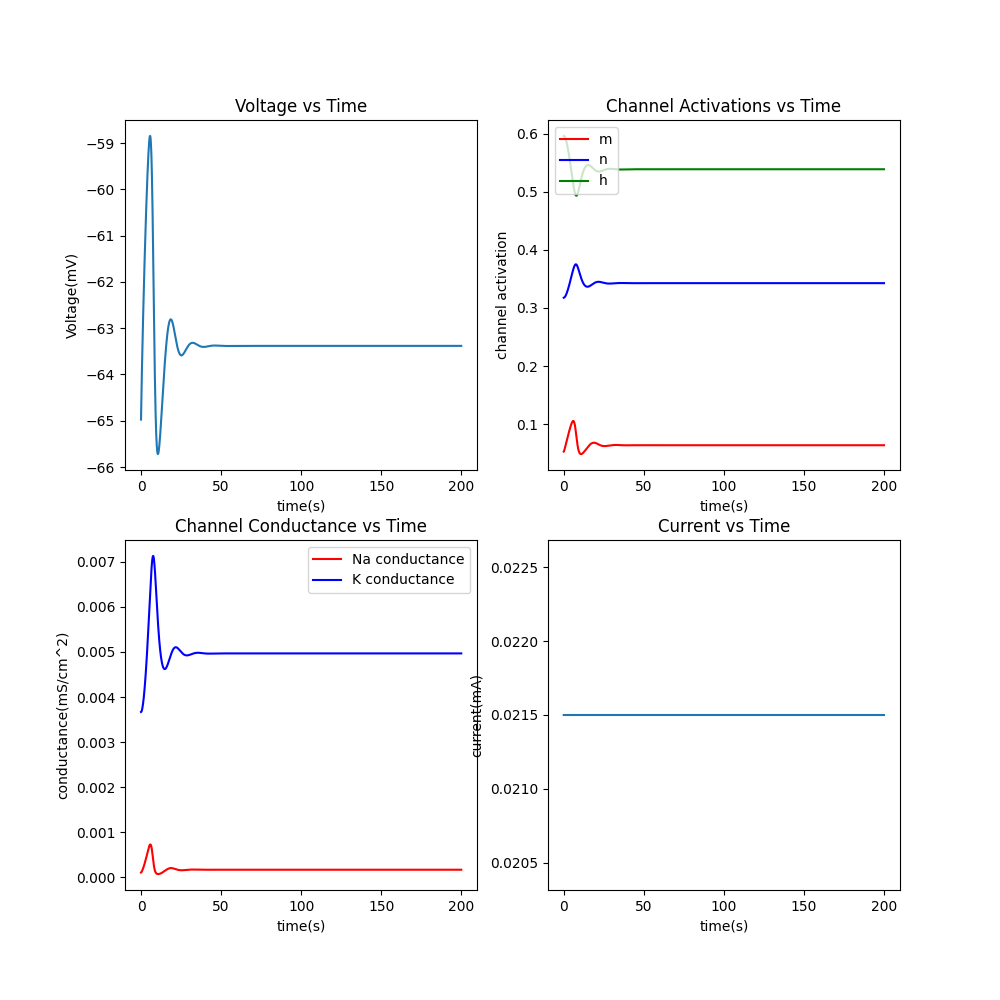 Voltage vs Time
−59
−60
−61
−62
−63
−64
−65
−66
Voltage(mV)
0 50 100 150 200
time(s)
Channel Activations vs Time
m
n
h
0.6
0.5
0.4
0.3
0.2
0.1
channel activation
0 50 100 150 200
time(s)
Channel Conductance vs Time
Na conductance
K conductance
0.007
0.006
0.005
0.004
0.003
0.002
0.001
0.000
conductance(mS/cm^2)
0 50 100 150 200
time(s)
Current vs Time
0.0225
0.0220
0.0215
0.0210
0.0205
current(mA)
0 50 100 150 200
time(s)